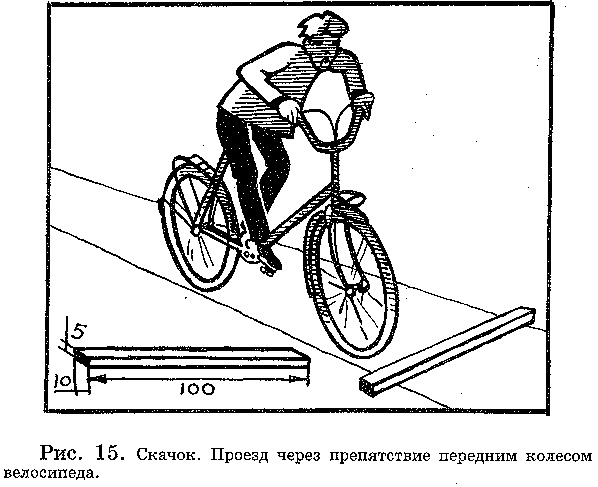 5
10
100
Рис. 15. Скачок. Проезд через препятствие передним колесом
велосипеда.